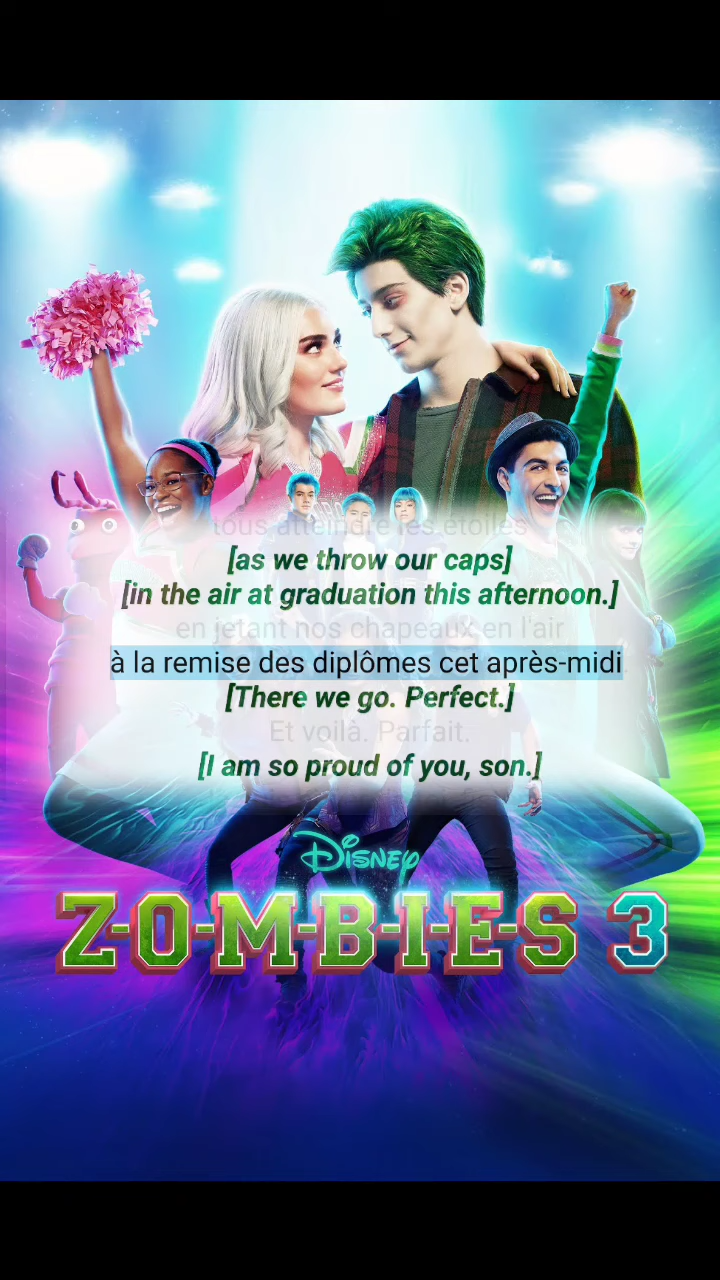 tous atteindre les étoiles
[as we throw our caps]
[in the air at graduation this afternoon.]
en jetant nos chapeaux en l'air
à la remise des diplômes cet après-midi
[There we go. Perfect.]
Et voilà. Parfait.
[I am so proud of you, son.]
Disney
Z-O-M-B-I-E-S 3